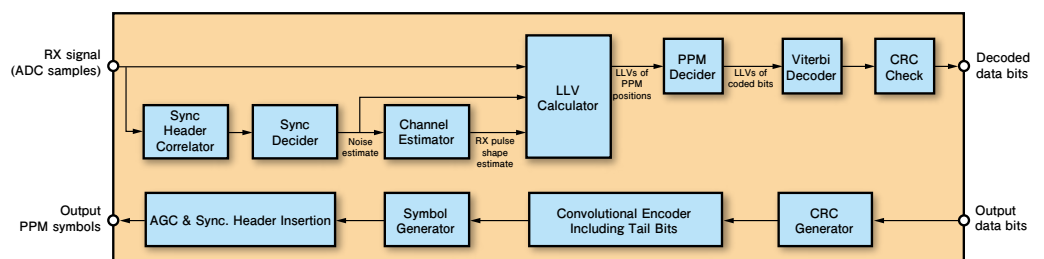 RX signal
(ADC samples)
Sync
Header
Correlator
Sync
Decider
Noise
estimate
Channel
Estimator
RX pulse
shape
estimate
LLV
Calculator
LLVs of
PPM
positions
PPM
Decider
LLVs of
coded bits
Viterbi
Decoder
CRC
Check
Decoded
data bits
Output
PPM symbols
AGC & Sync. Header Insertion
Symbol
Generator
Convolutional Encoder
Including Tail Bits
CRC
Generator
Output
data bits